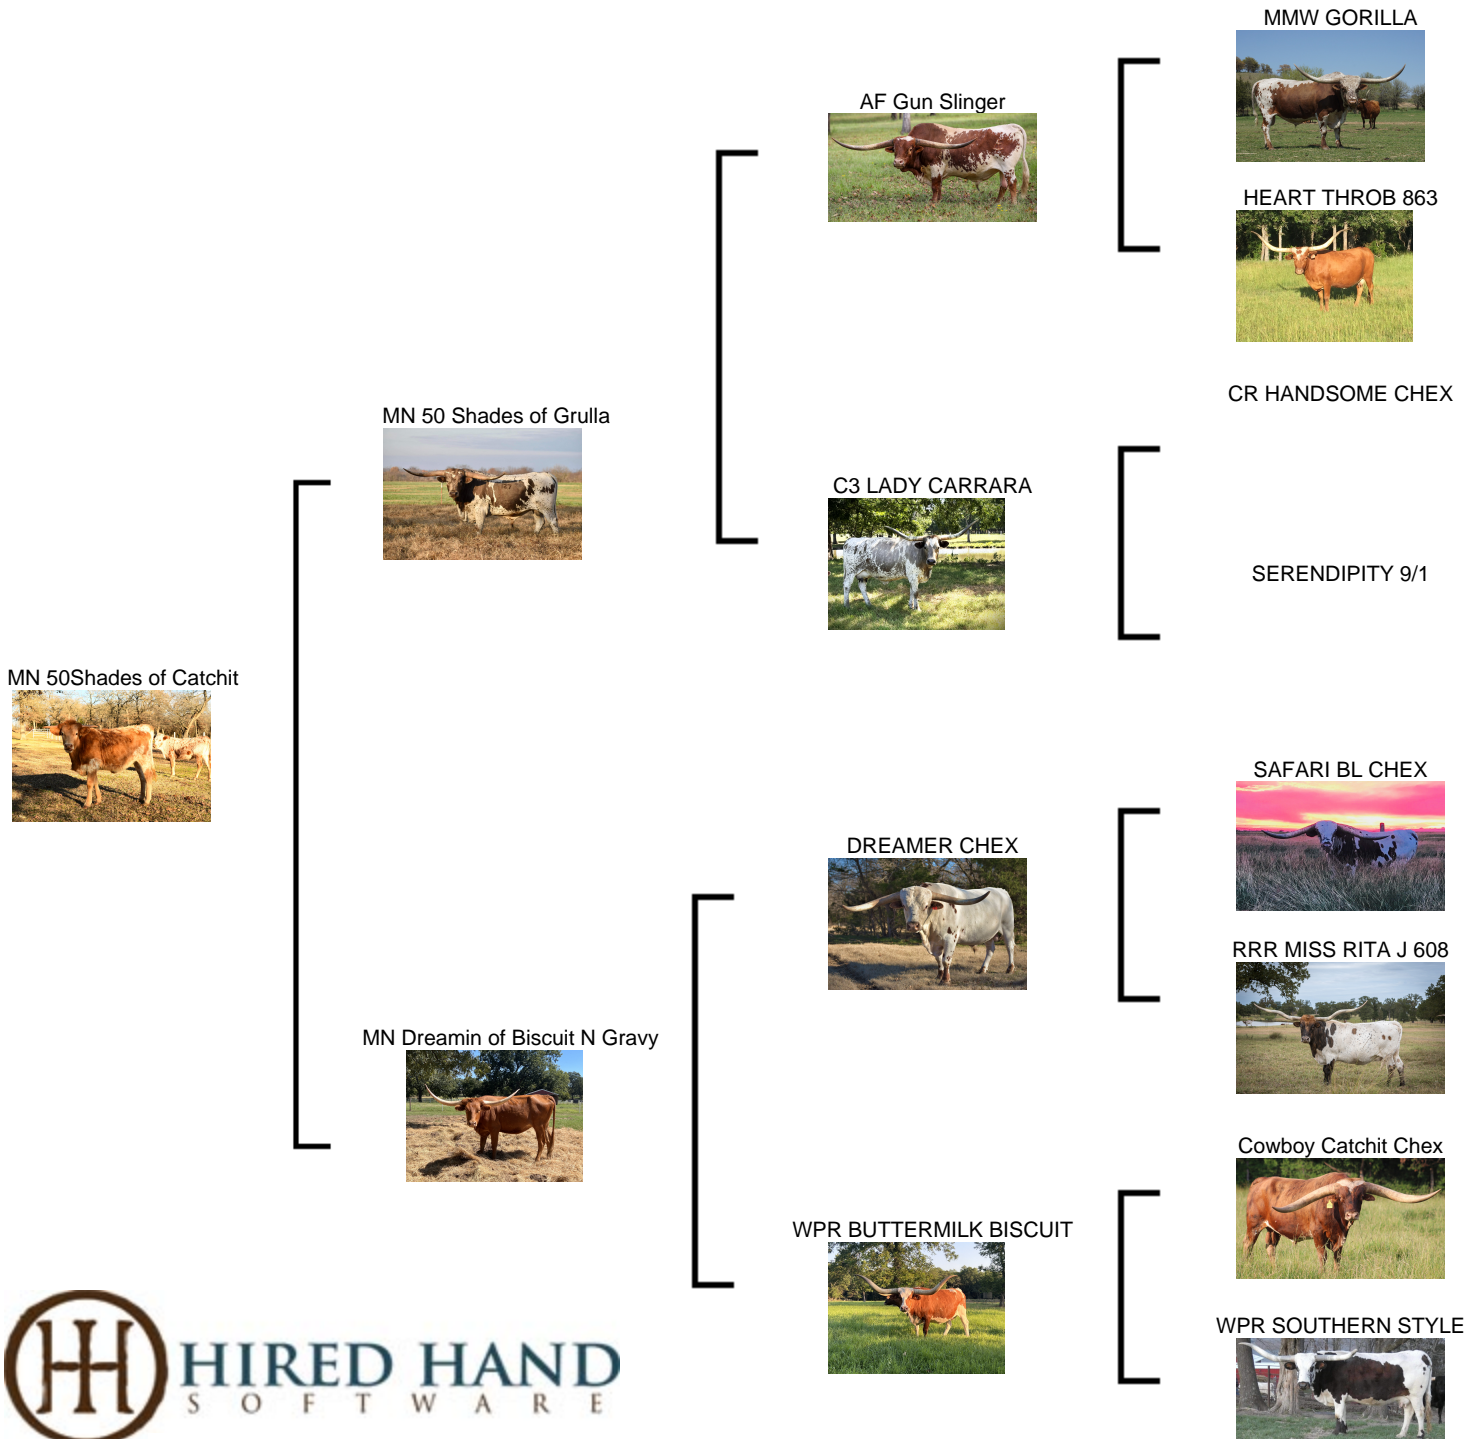 MMW GORILLA
AF Gun Slinger
HEART THROB 863
CR HANDSOME CHEX
MN 50 Shades of Grulla
C3 LADY CARRARA
SERENDIPITY 9/1
MN 50Shades of Catchit
SAFARI BL CHEX
DREAMER CHEX
RRR MISS RITA J 608
MN Dreamin of Biscuit N Gravy
Cowboy Catchit Chex
WPR BUTTERMILK BISCUIT
WPR SOUTHERN STYLE
HIRED HAND
SOFTWARE